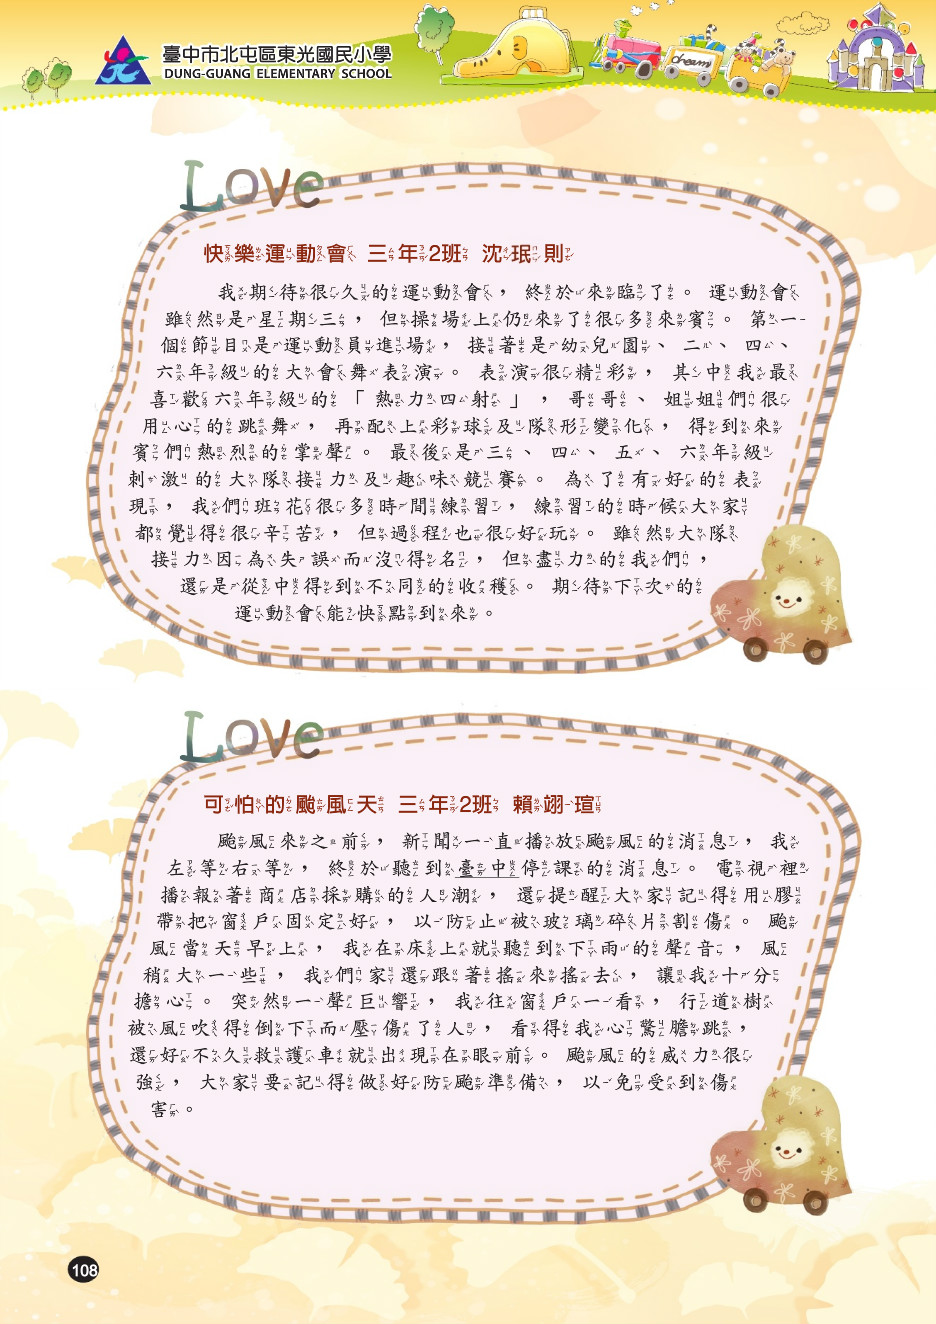 臺中市北屯區東光國民小學
DUNG-GUANG ELEMENTARY SCHOOL
dream
Love
快樂運動會 三年2班 沈珉則
我期待很久的運動會，終於來臨了。運動會
雖然是星期三，但操場上仍來了很多來賓。第一
個節目是運動員進場，接著是幼兒園、二、四、
六年級的大會舞表演。表演很精彩，其中我最
喜歡六年級的「熱力四射」，哥哥、姐姐們很
用心的跳舞，再配上彩球及隊形變化，得到來
賓們熱烈的掌聲。最後是三、四、五、六年級
刺激的大隊接力及趣味競賽。為了有好的表
現，我們班花很多時間練習，練習的時候大家
都覺得很辛苦，但過程也很好玩。雖然大隊
接力因為失誤而沒得名，但盡力的我們，
還是從中得到不同的收穫。期待下次的
運動會能快點到來。
Love
可怕的颱風天 三年2班 賴翊瑄
颱風來之前，新聞一直播放颱風的消息，我
左等右等，終於聽到臺中停課的消息。電視裡
播報著商店採購的人潮，還提醒大家記得用膠
帶把窗戶固定好，以防止被玻璃碎片割傷。颱
風當天早上，我在床上就聽到下雨的聲音，風
稍大一些，我們家還跟著搖來搖去，讓我十分
擔心。突然一聲巨響，我往窗戶一看，行道樹
被風吹得倒下而壓傷了人，看得我心驚膽跳，
還好不久救護車就出現在眼前。颱風的威力很
強，大家要記得做好防颱準備，以免受到傷
害。
108